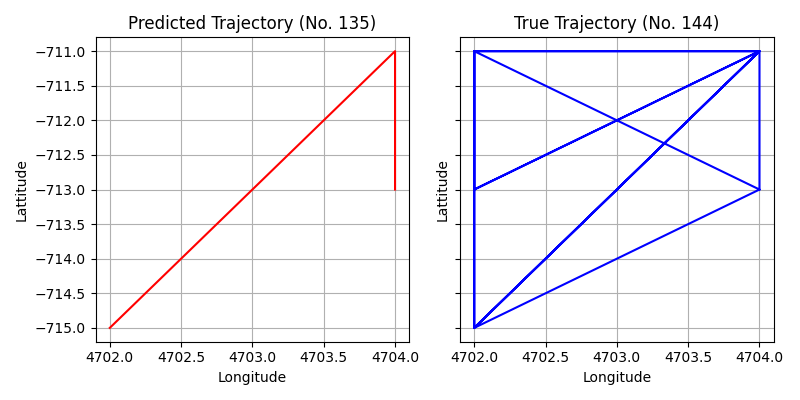 Predicted Trajectory (No. 135)
True Trajectory (No. 144)
−711.0
−711.5
−712.0
−712.5
−713.0
−713.5
−714.0
−714.5
−715.0
Lattitude
Lattitude
4702.0 4702.5 4703.0 4703.5 4704.0
4702.0 4702.5 4703.0 4703.5 4704.0
Longitude
Longitude